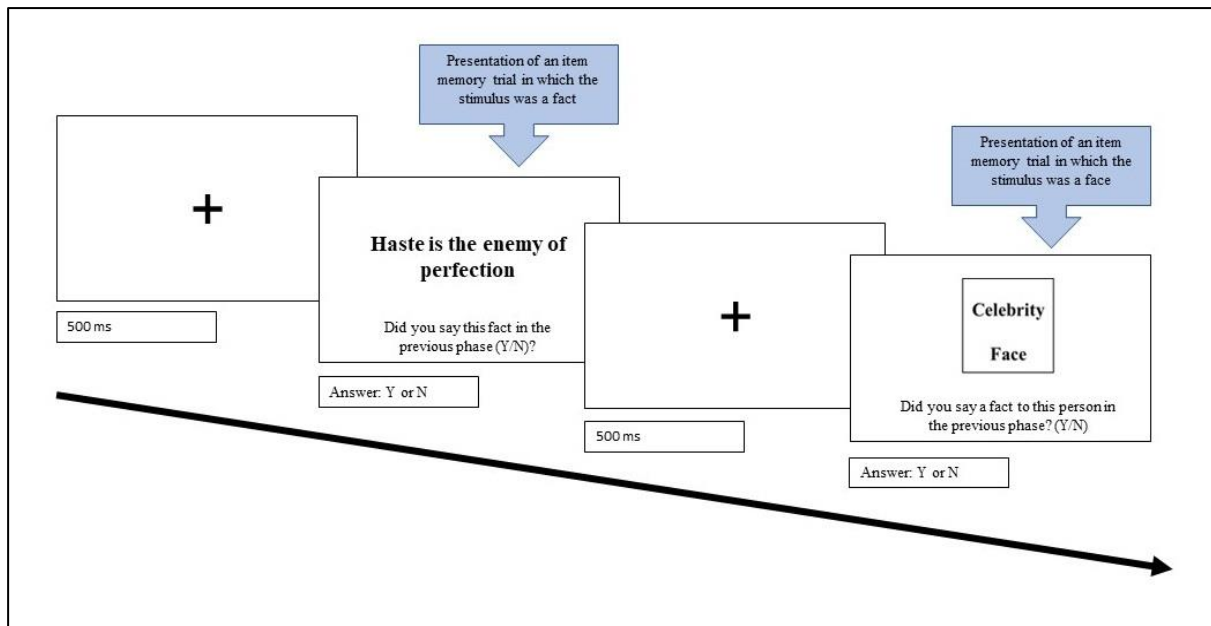 Presentation of an item
memory trial in which the
stimulus was a fact
Presentation of an item
memory trial in which the
stimulus was a face
+
500 ms
Haste is the enemy of
perfection
Did you say this fact in the
previous phase (Y/N)?
Answer: Y or N
+
500 ms
Celebrity
Face
Did you say a fact to this person in
the previous phase? (Y/N)
Answer: Y or N